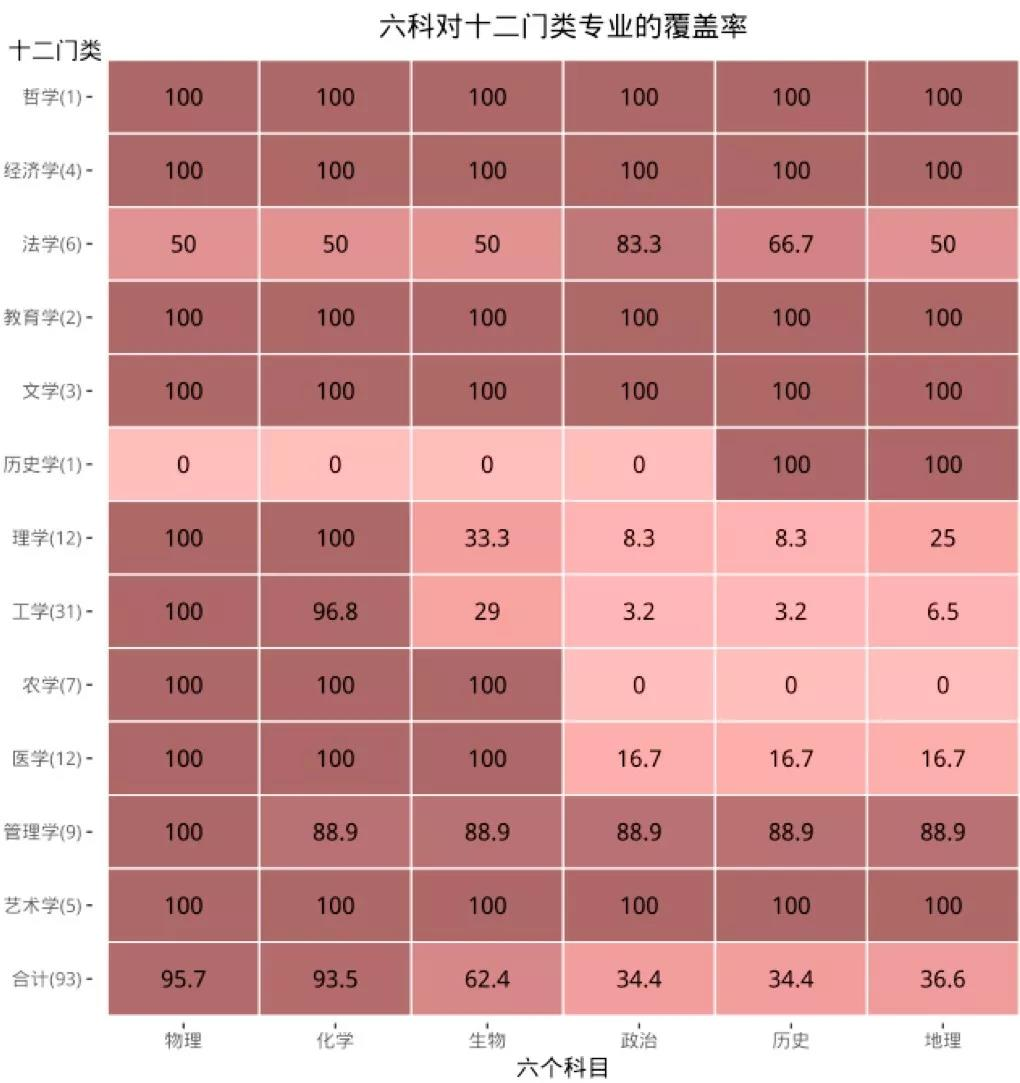 六科对十二门类专业的覆盖率
十二门类
哲学(1) 100 100 100 100 100 100
经济学(4) 100 100 100 100 100 100
法学(6) 50 50 50 83.3 66.7 50
教育学(2) 100 100 100 100 100 100
文学(3) 100 100 100 100 100 100
历史学(1) 0 0 0 0 100 100
理学(12) 100 100 33.3 8.3 8.3 25
工学(31) 100 96.8 29 3.2 3.2 6.5
农学(7) 100 100 100 0 0 0
医学(12) 100 100 100 16.7 16.7 16.7
管理学(9) 100 88.9 88.9 88.9 88.9 88.9
艺术学(5) 100 100 100 100 100 100
合计(93) 95.7 93.5 62.4 34.4 34.4 36.6
物理 化学 生物 政治 历史 地理
六个科目